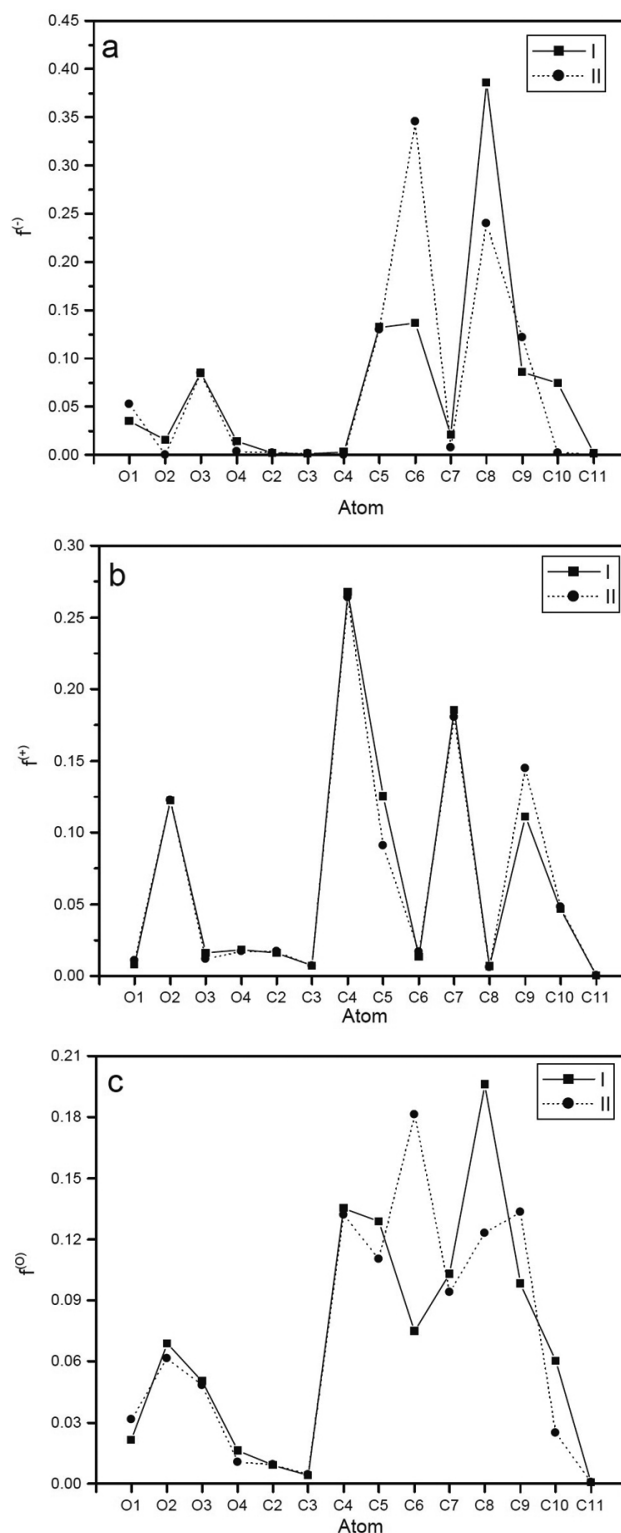 a
I
II
0.45
0.40
0.35
0.30
0.25
0.20
0.15
0.10
0.05
0.00
f(-)
O1 O2 O3 O4 C2 C3 C4 C5 C6 C7 C8 C9 C10 C11
Atom
b
I
II
0.30
0.25
0.20
0.15
0.10
0.05
0.00
f(+)
O1 O2 O3 O4 C2 C3 C4 C5 C6 C7 C8 C9 C10 C11
Atom
c
I
II
0.21
0.18
0.15
0.12
0.09
0.06
0.03
0.00
f(O)
O1 O2 O3 O4 C2 C3 C4 C5 C6 C7 C8 C9 C10 C11
Atom